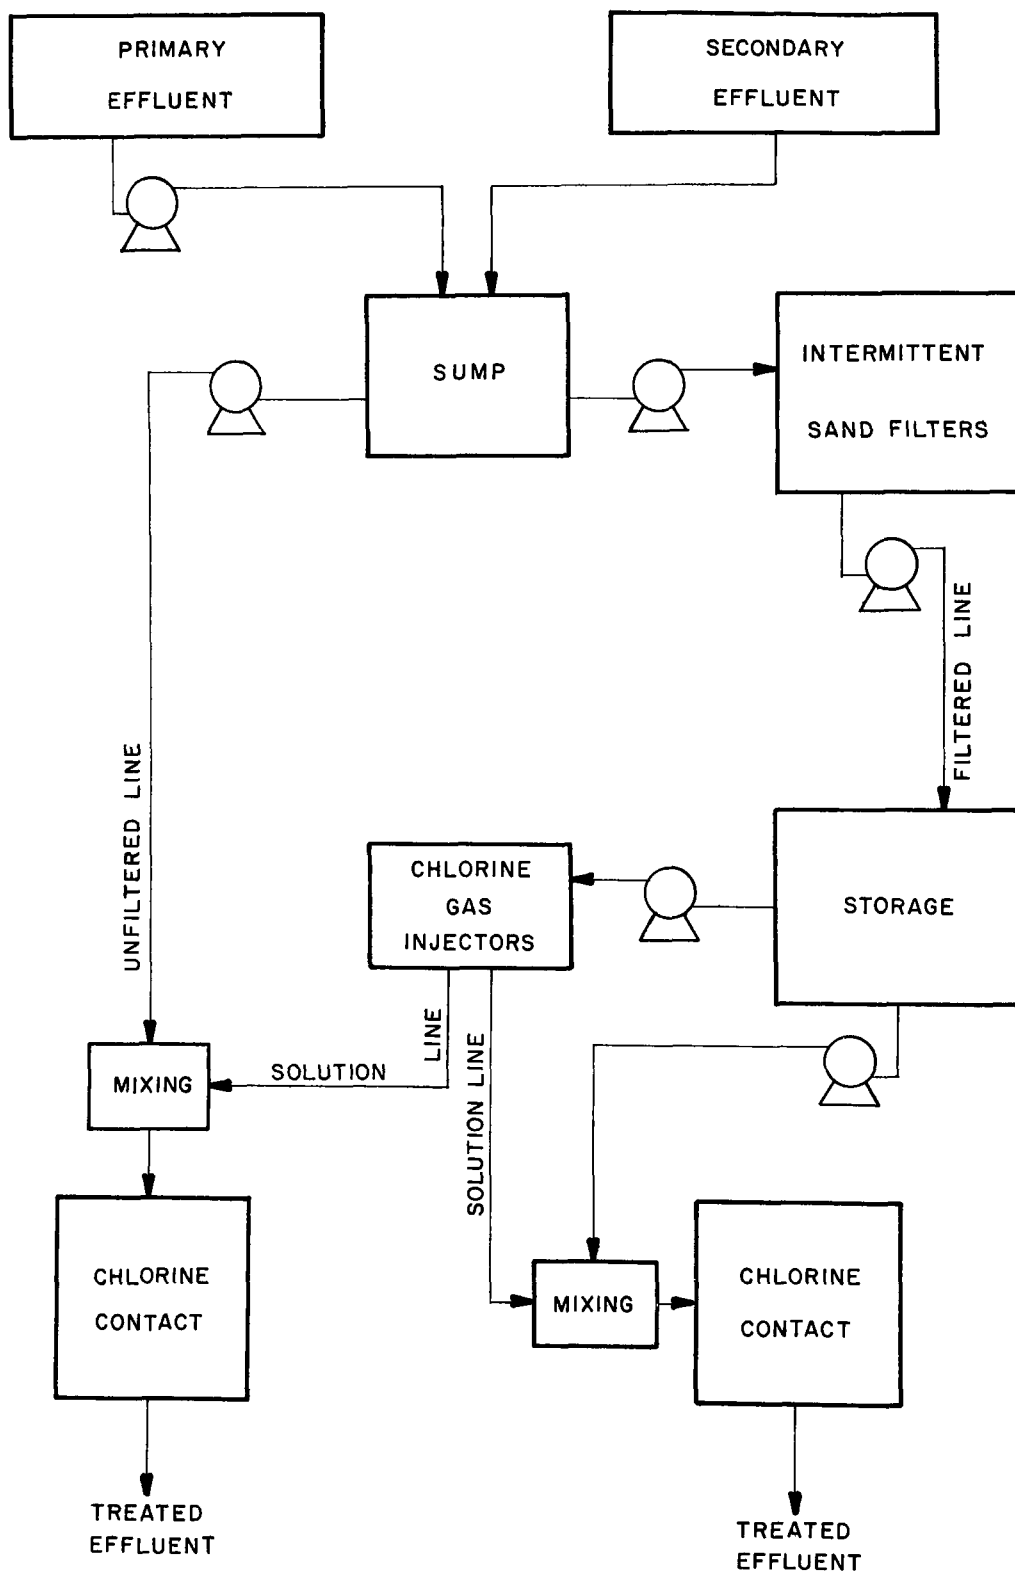 PRIMARY
EFFLUENT
SECONDARY
EFFLUENT
SUMP
INTERMITTENT
SAND FILTERS
FILTERED LINE
UNFILTERED LINE
CHLORINE
GAS
INJECTORS
STORAGE
LINE
SOLUTION
SOLUTION LINE
MIXING
CHLORINE
CONTACT
MIXING
CHLORINE
CONTACT
TREATED
EFFLUENT
TREATED
EFFLUENT